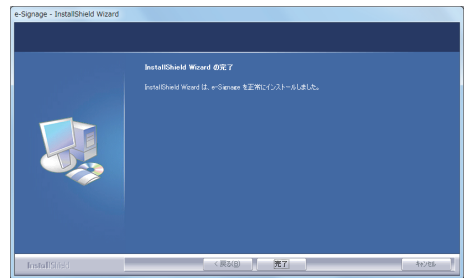 e-Signage - InstallShield Wizard
InstallShield Wizard の完了
InstallShield Wizard は、e-Signage を正常にインストールしました。
InstallShield
< 戻る(B)
完了
キャンセル